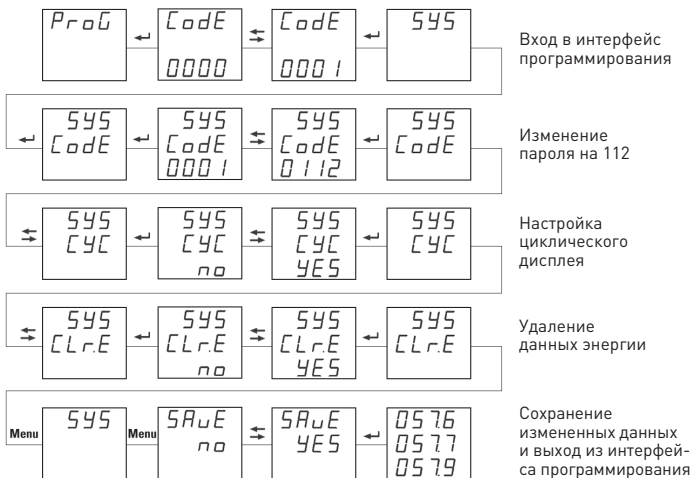 ProG CodE CodE SYS
0000 0001
Вход в интерфейс
программирования
SYS SYS SYS SYS
CodE CodE CodE CodE
0001 0112
Изменение
пароля на 112
SYS SYS SYS SYS
CYC CYC CYC CYC
no YES
Настройка
циклического
дисплея
SYS SYS SYS SYS
CLr.E CLr.E CLr.E CLr.E
no YES
Удаление
данных энергии
Menu SYS Menu SAvE SAvE 057.6
no YES 057.7
057.9
Сохранение
измененных данных
и выход из интерфей-
са программирования